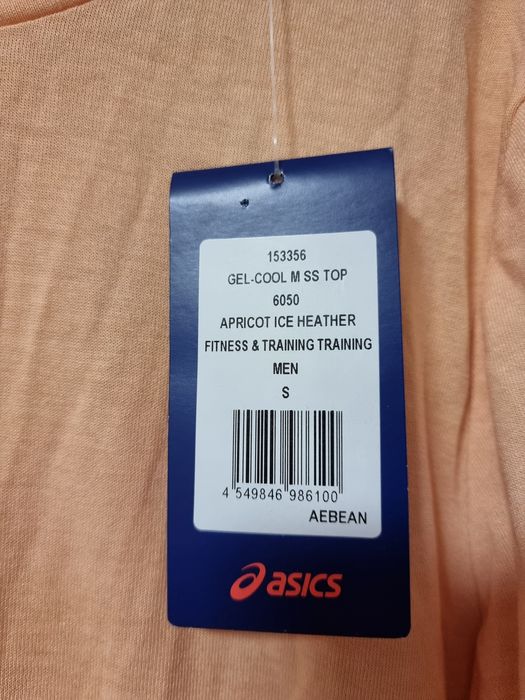 153356
GEL-COOL M SS TOP
6050
APRICOT ICE HEATHER
FITNESS & TRAINING TRAINING
MEN
S
4 549846 986100
AEBEAN
asics